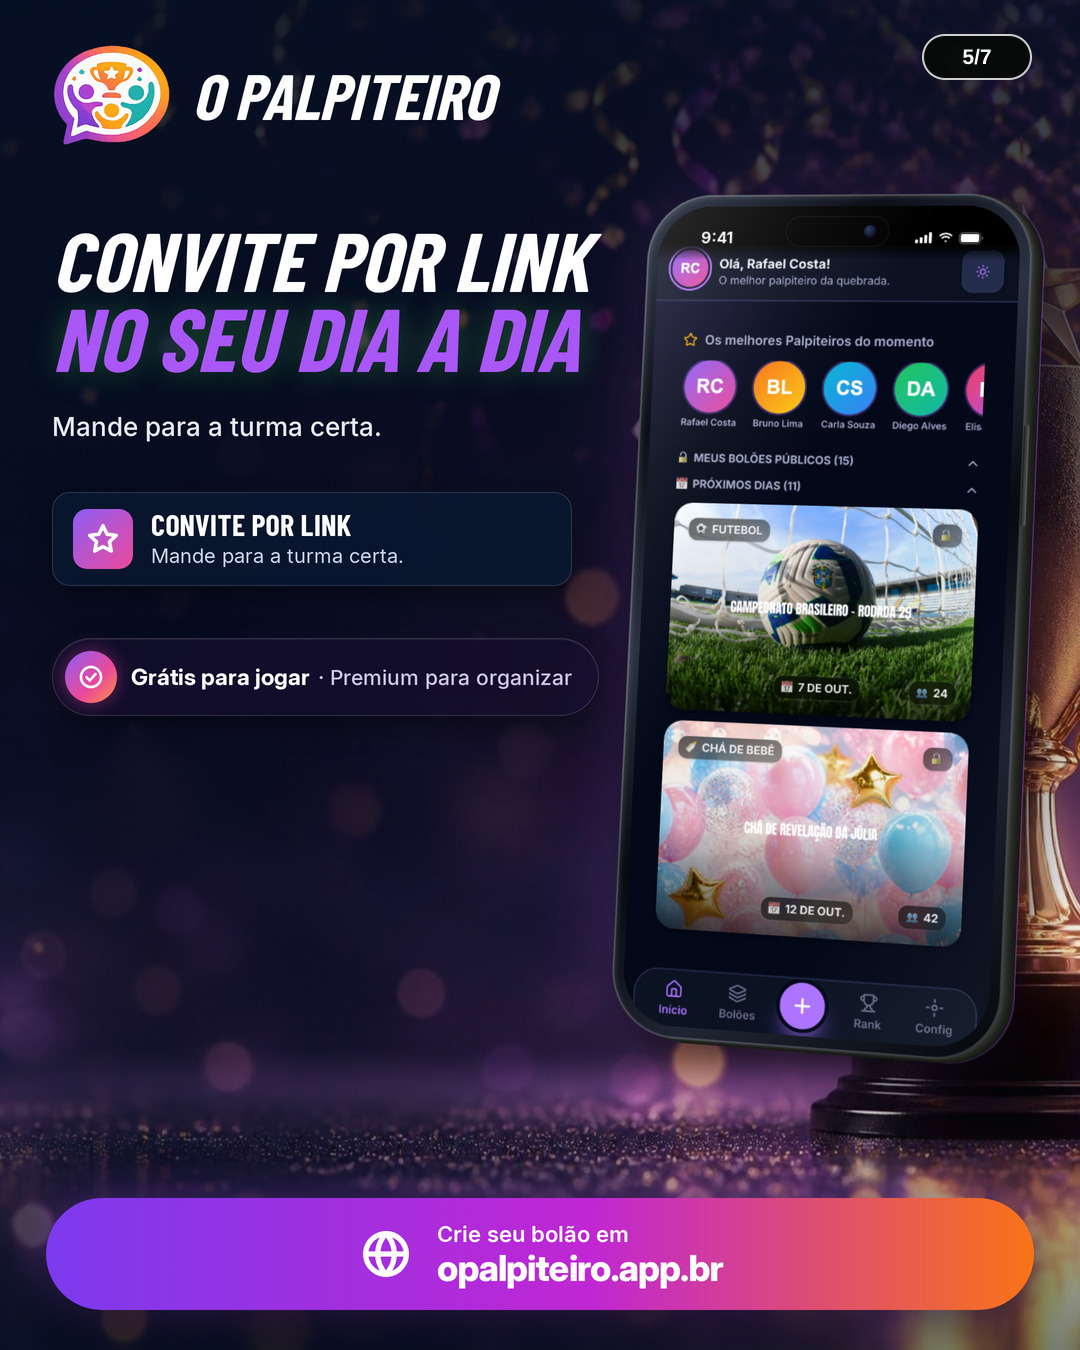 O PALPITEIRO
5/7
CONVITE POR LINK
NO SEU DIA A DIA
Mande para a turma certa.
CONVITE POR LINK
Mande para a turma certa.
Grátis para jogar · Premium para organizar
9:41
RC
Olá, Rafael Costa!
O melhor palpiteiro da quebrada.
Os melhores Palpiteiros do momento
RC BL CS DA
Rafael Costa Bruno Lima Carla Souza Diego Alves Elis
MEUS BOLÕES PÚBLICOS (15)
PRÓXIMOS DIAS (11)
FUTEBOL
CAMPEONATO BRASILEIRO - RODADA 29
7 DE OUT. 24
CHÁ DE BEBÊ
CHÁ DE REVELAÇÃO DA JÚLIA
12 DE OUT. 42
Início Bolões Rank Config
Crie seu bolão em
opalpiteiro.app.br